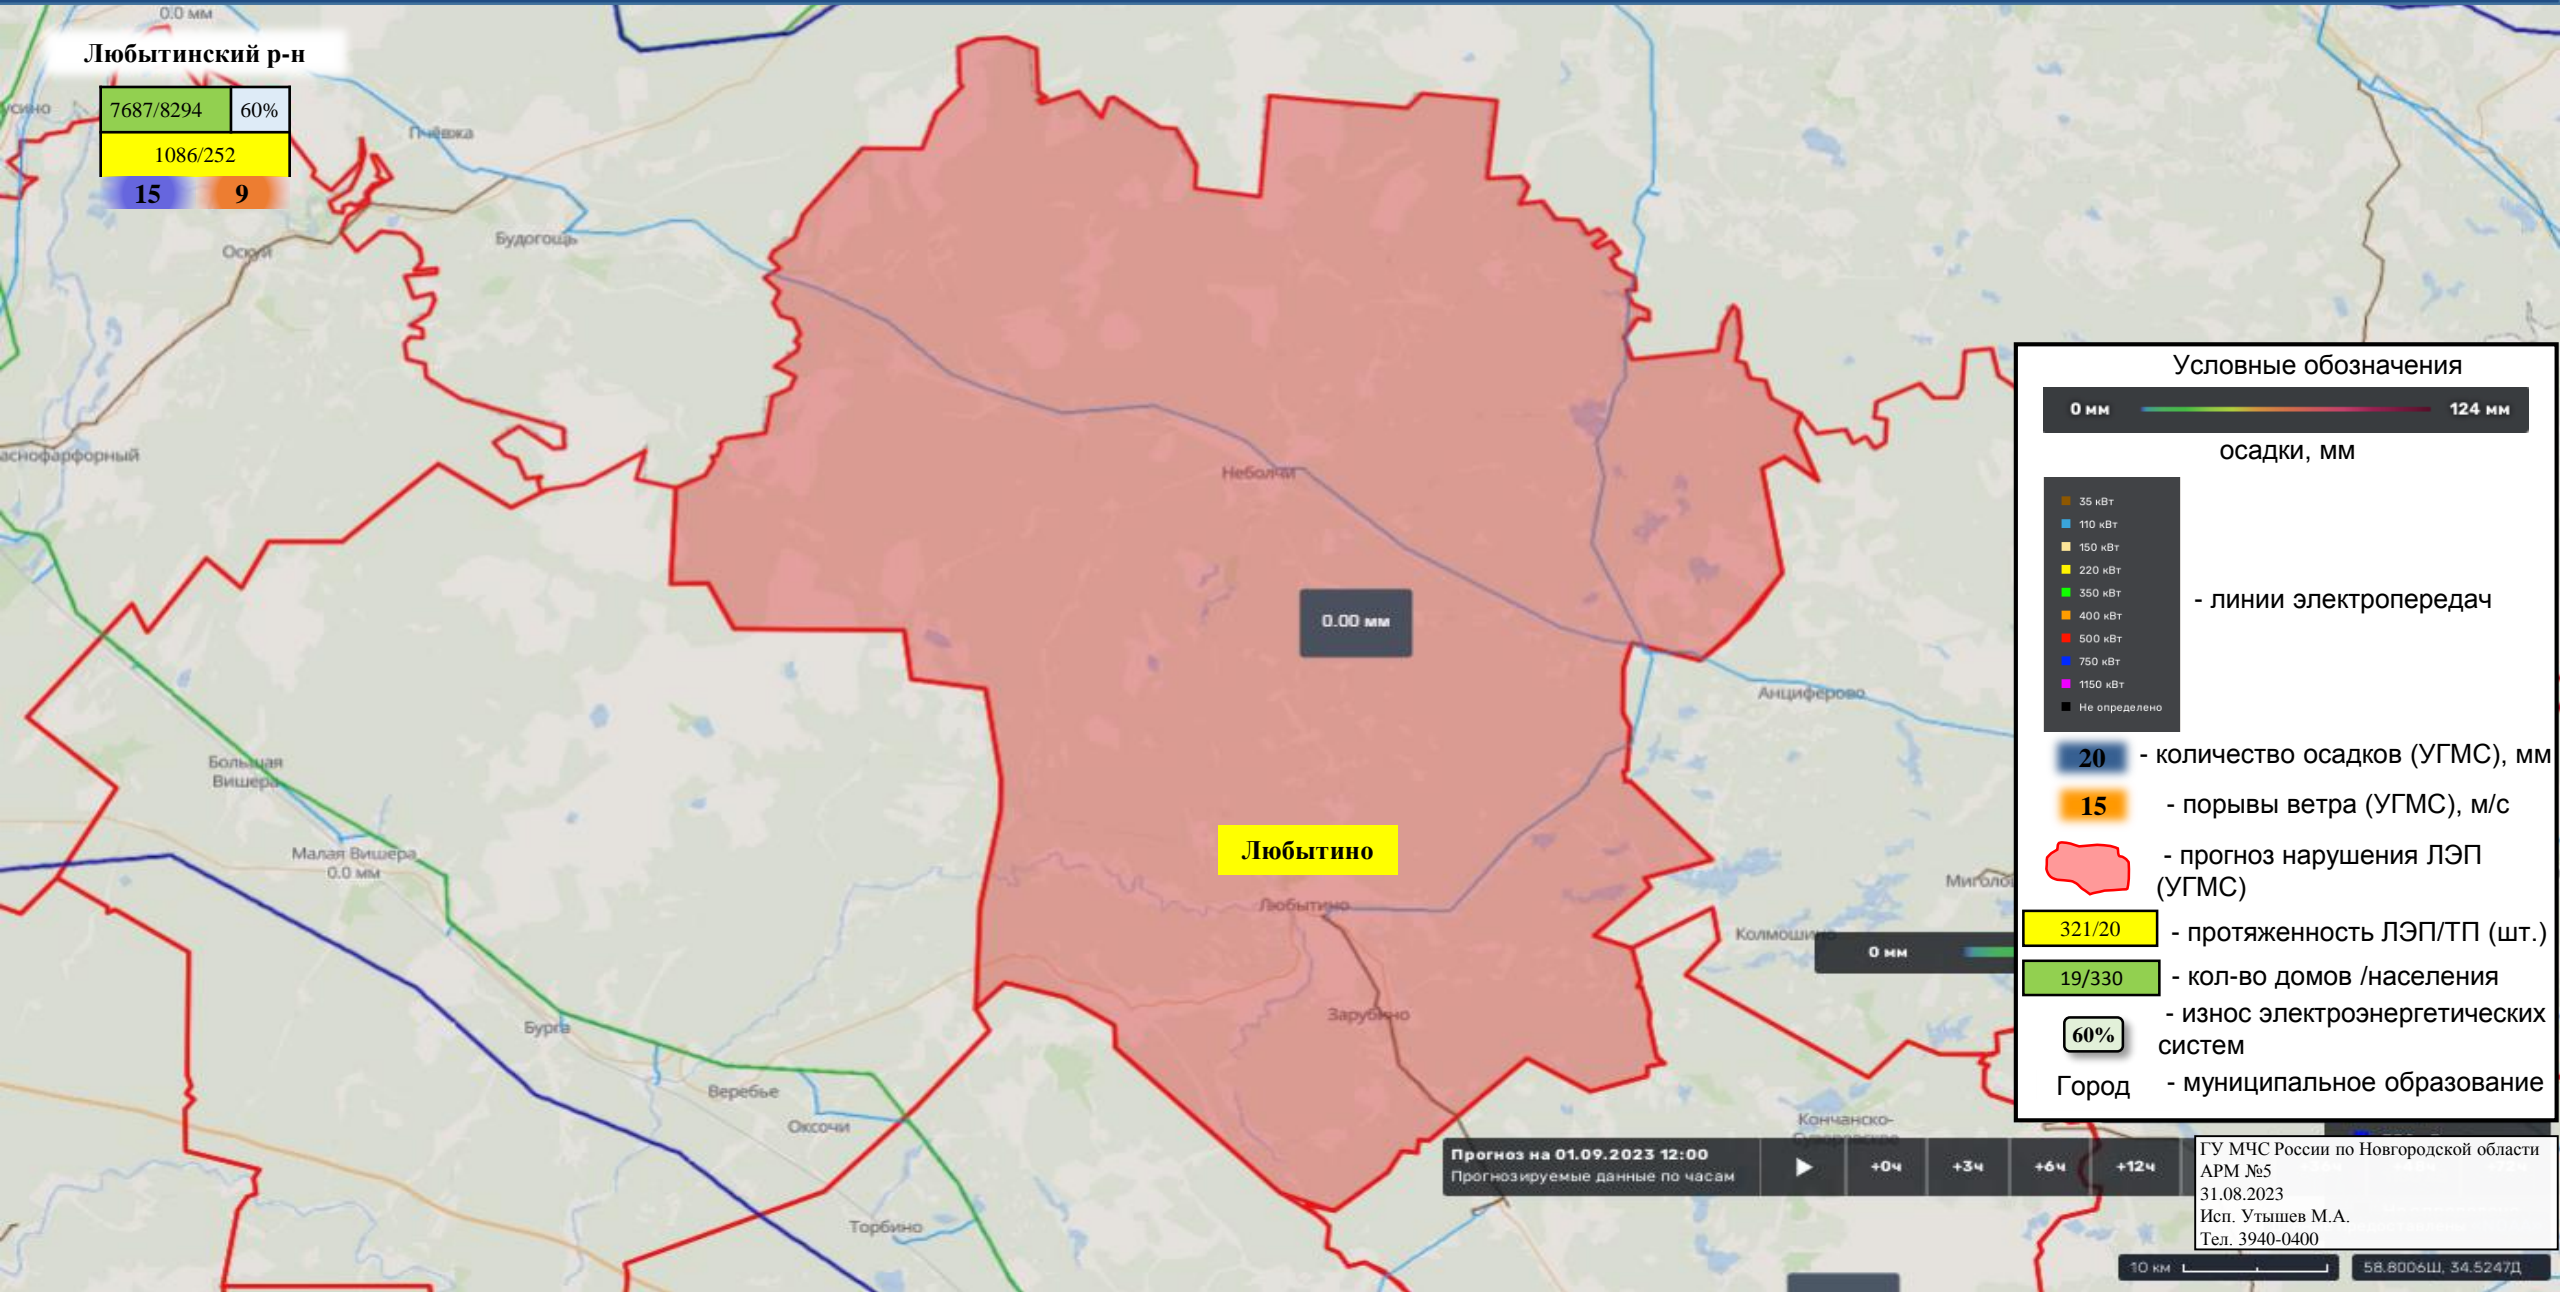 0.0 мм
Любытинский р-н
7687/8294 60%
1086/252
15 9
Пчёвжа
Будогощь
Оскуй
Неболчи
0.00 мм
Анциферово
Большая
Вишера
Малая Вишера
0.0 мм
Любытино
Любытино
Колмошино
0 мм
Зарубино
Бурга
Веребье
Оксочи
Торбино
Кончанско-
Прогноз на 01.09.2023 12:00
Прогнозируемые данные по часам
+0ч +3ч +6ч +12ч
Условные обозначения
0 мм 124 мм
осадки, мм
35 кВт
110 кВт
150 кВт
220 кВт
350 кВт
400 кВт
500 кВт
750 кВт
1150 кВт
Не определено
- линии электропередач
20 - количество осадков (УГМС), мм
15 - порывы ветра (УГМС), м/с
- прогноз нарушения ЛЭП
(УГМС)
321/20 - протяженность ЛЭП/ТП (шт.)
19/330 - кол-во домов /населения
60% - износ электроэнергетических
систем
Город - муниципальное образование
ГУ МЧС России по Новгородской области
АРМ №5
31.08.2023
Исп. Утышев М.А.
Тел. 3940-0400
10 км
58.8006Ш, 34.5247Д